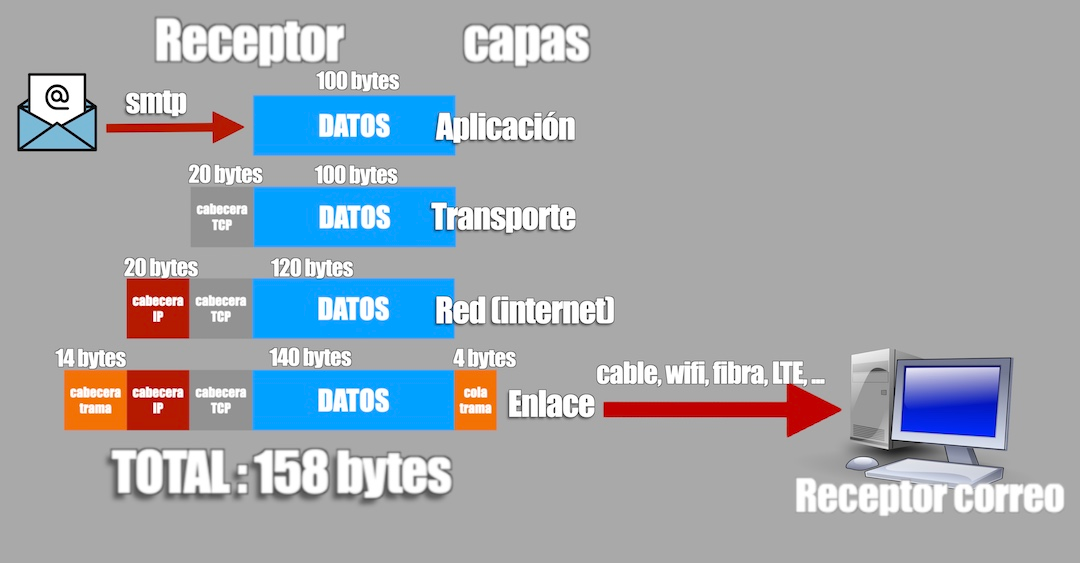 Receptor capas
100 bytes
@
smtp
DATOS
Aplicación
20 bytes
100 bytes
cabecera
TCP
DATOS
Transporte
20 bytes
120 bytes
cabecera
IP
cabecera
TCP
DATOS
Red (internet)
14 bytes
140 bytes
4 bytes
cabecera
trama
cabecera
IP
cabecera
TCP
DATOS
cola
trama
Enlace
cable, wifi, fibra, LTE, ...
TOTAL : 158 bytes
Receptor correo